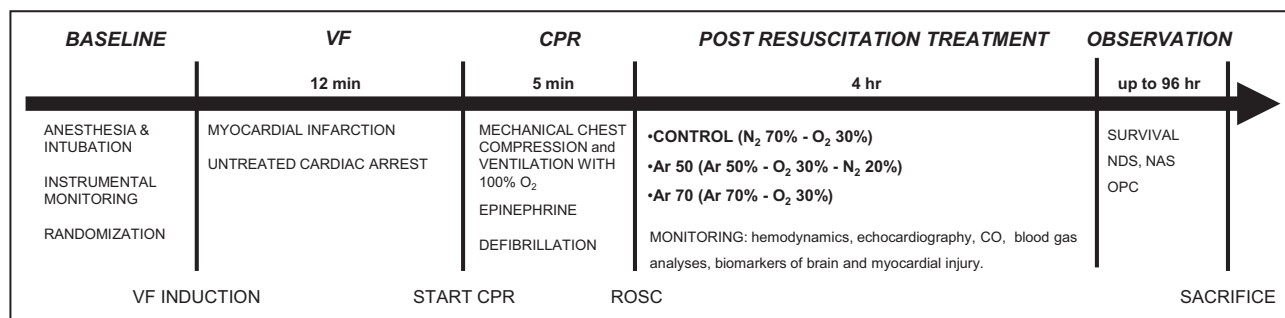 BASELINE
VF
CPR
POST RESUSCITATION TREATMENT
OBSERVATION
12 min
5 min
4 hr
up to 96 hr
ANESTHESIA &
INTUBATION
INSTRUMENTAL
MONITORING
RANDOMIZATION
MYOCARDIAL INFARCTION
UNTREATED CARDIAC ARREST
MECHANICAL CHEST
COMPRESSION and
VENTILATION WITH
100% O₂
EPINEPHRINE
DEFIBRILLATION
•CONTROL (N₂ 70% - O₂ 30%)
•Ar 50 (Ar 50% - O₂ 30% - N₂ 20%)
•Ar 70 (Ar 70% - O₂ 30%)
MONITORING: hemodynamics, echocardiography, CO, blood gas
analyses, biomarkers of brain and myocardial injury.
SURVIVAL
NDS, NAS
OPC
VF INDUCTION
START CPR
ROSC
SACRIFICE